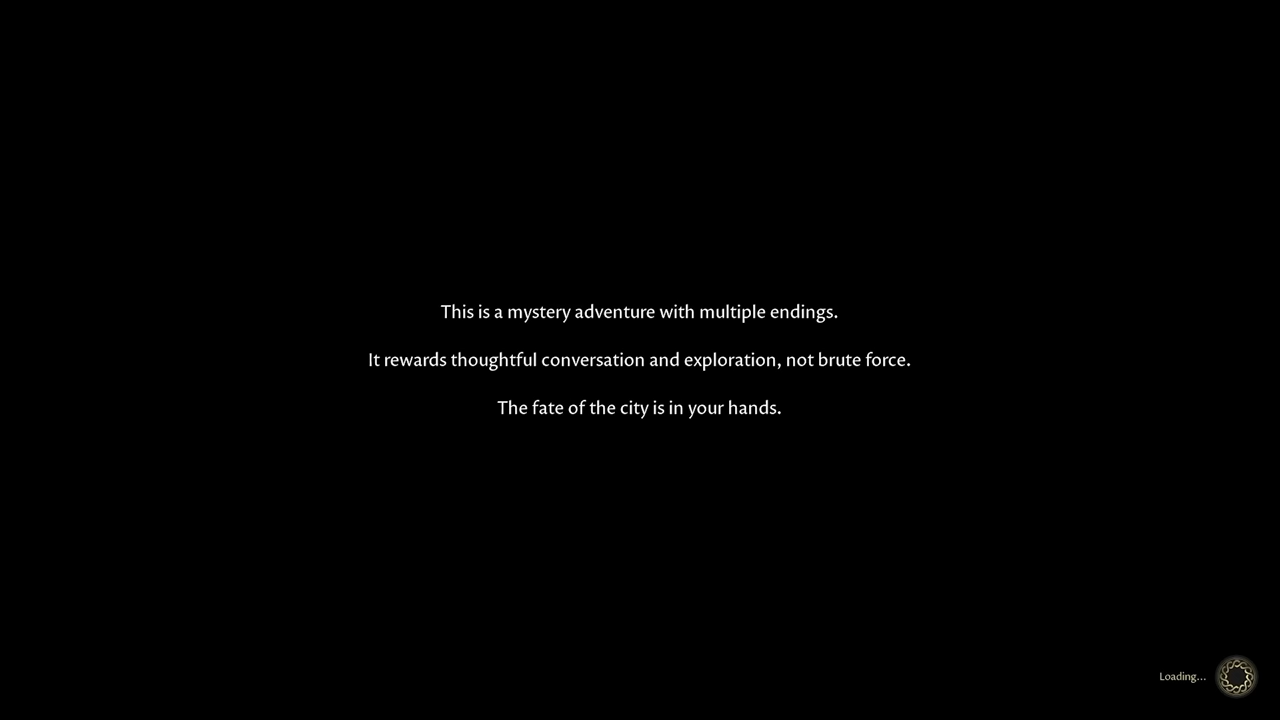 This is a mystery adventure with multiple endings.
It rewards thoughtful conversation and exploration, not brute force.
The fate of the city is in your hands.
Loading...